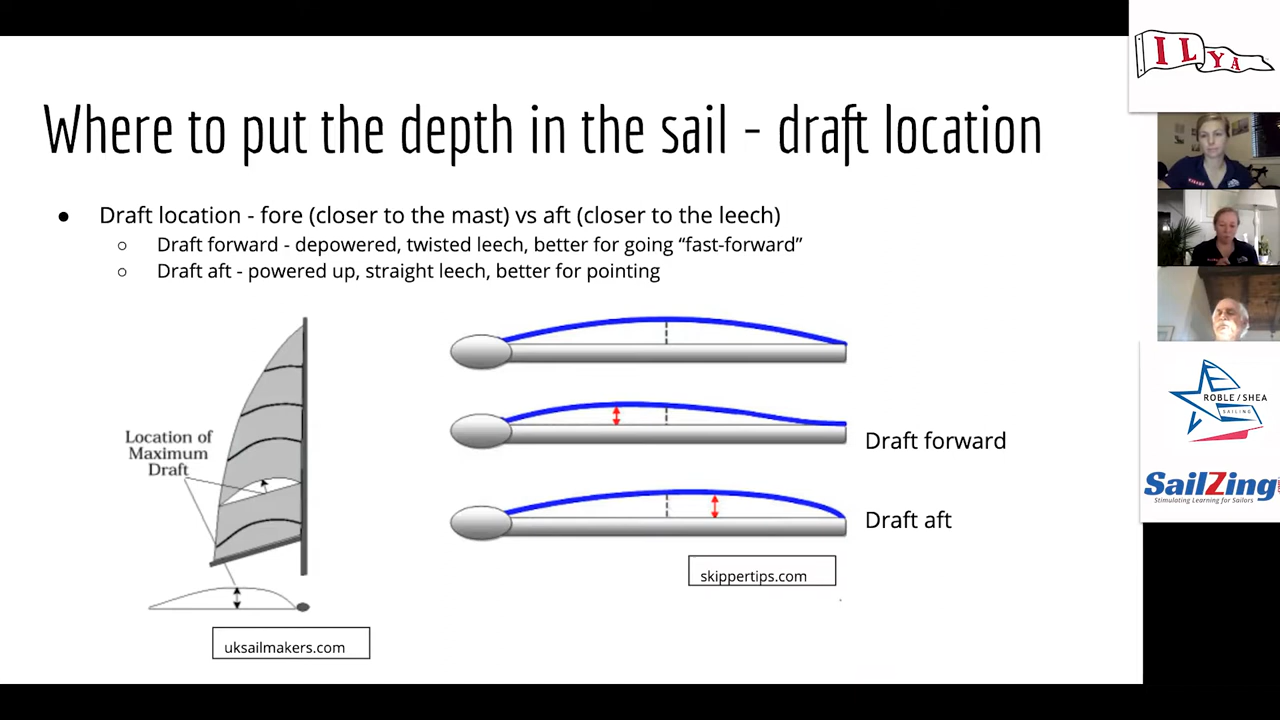 Where to put the depth in the sail - draft location
● Draft location - fore (closer to the mast) vs aft (closer to the leech)
○ Draft forward - depowered, twisted leech, better for going “fast-forward”
○ Draft aft - powered up, straight leech, better for pointing
Location of
Maximum
Draft
uksailmakers.com
Draft forward
Draft aft
skippertips.com
ILYA
ROBLE/SHEA
SAILING
SailZing
Stimulating Learning for Sailors